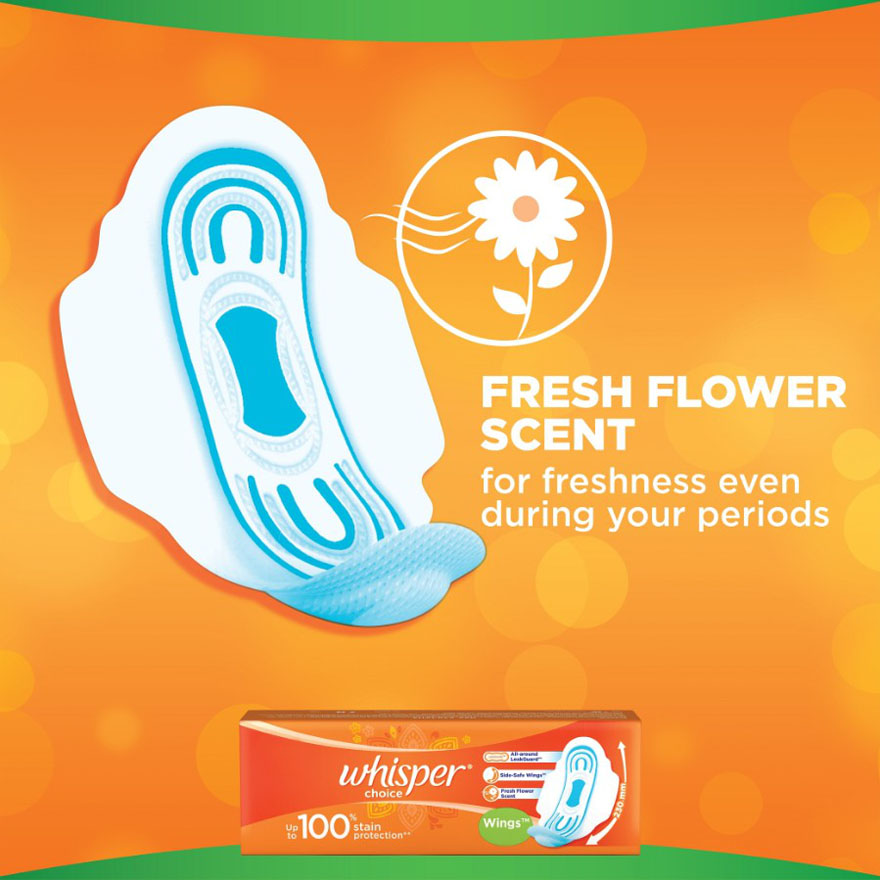 FRESH FLOWER
SCENT
for freshness even
during your periods
whisper®
choice
Up to 100% stain protection**
All-around
LeakGuard™
Side-Safe Wings™
Fresh Flower
Scent
Wings™
230 mm